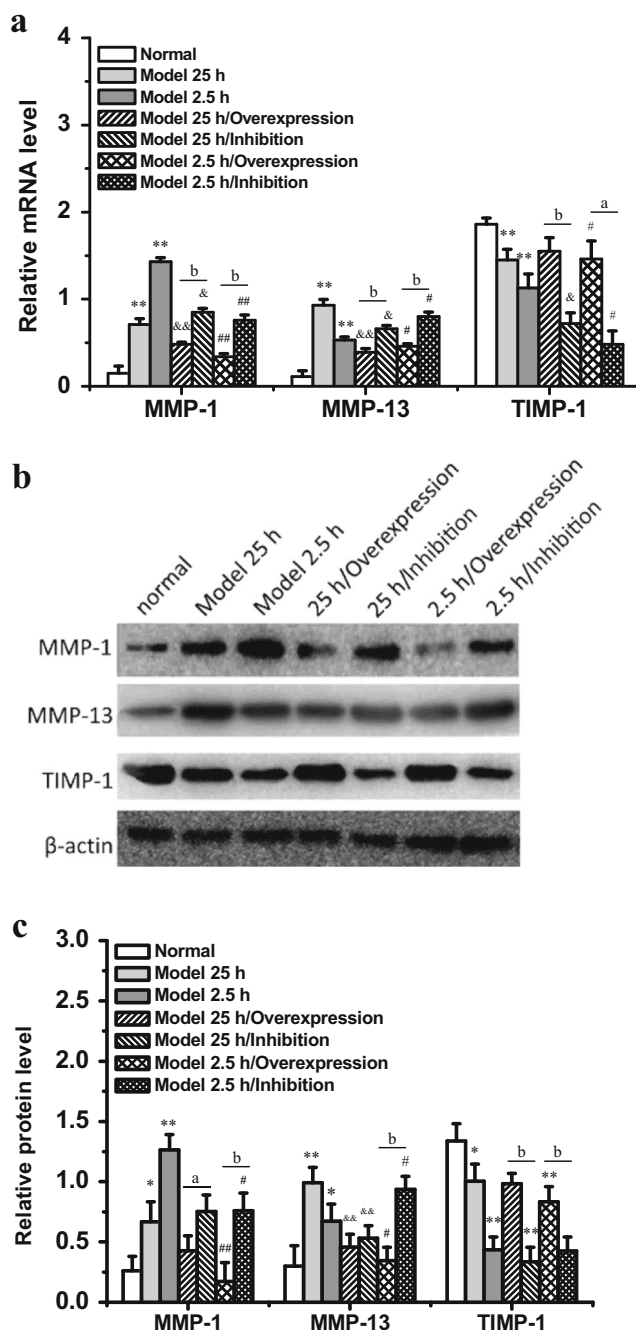 a
Relative mRNA level
4
3
2
1
0
Normal
Model 25 h
Model 2.5 h
Model 25 h/Overexpression
Model 25 h/Inhibition
Model 2.5 h/Overexpression
Model 2.5 h/Inhibition
** ** && & b ## ## b
** ** && & b # # b
** ** b & # # a
MMP-1 MMP-13 TIMP-1
b
normal
Model 25 h
Model 2.5 h
25 h/Overexpression
25 h/Inhibition
2.5 h/Overexpression
2.5 h/Inhibition
MMP-1
MMP-13
TIMP-1
β-actin
c
Relative protein level
3.0
2.5
2.0
1.5
1.0
0.5
0.0
Normal
Model 25 h
Model 2.5 h
Model 25 h/Overexpression
Model 25 h/Inhibition
Model 2.5 h/Overexpression
Model 2.5 h/Inhibition
* ** a ## # b
** * && && # # b
* ** b ** ** b
MMP-1 MMP-13 TIMP-1